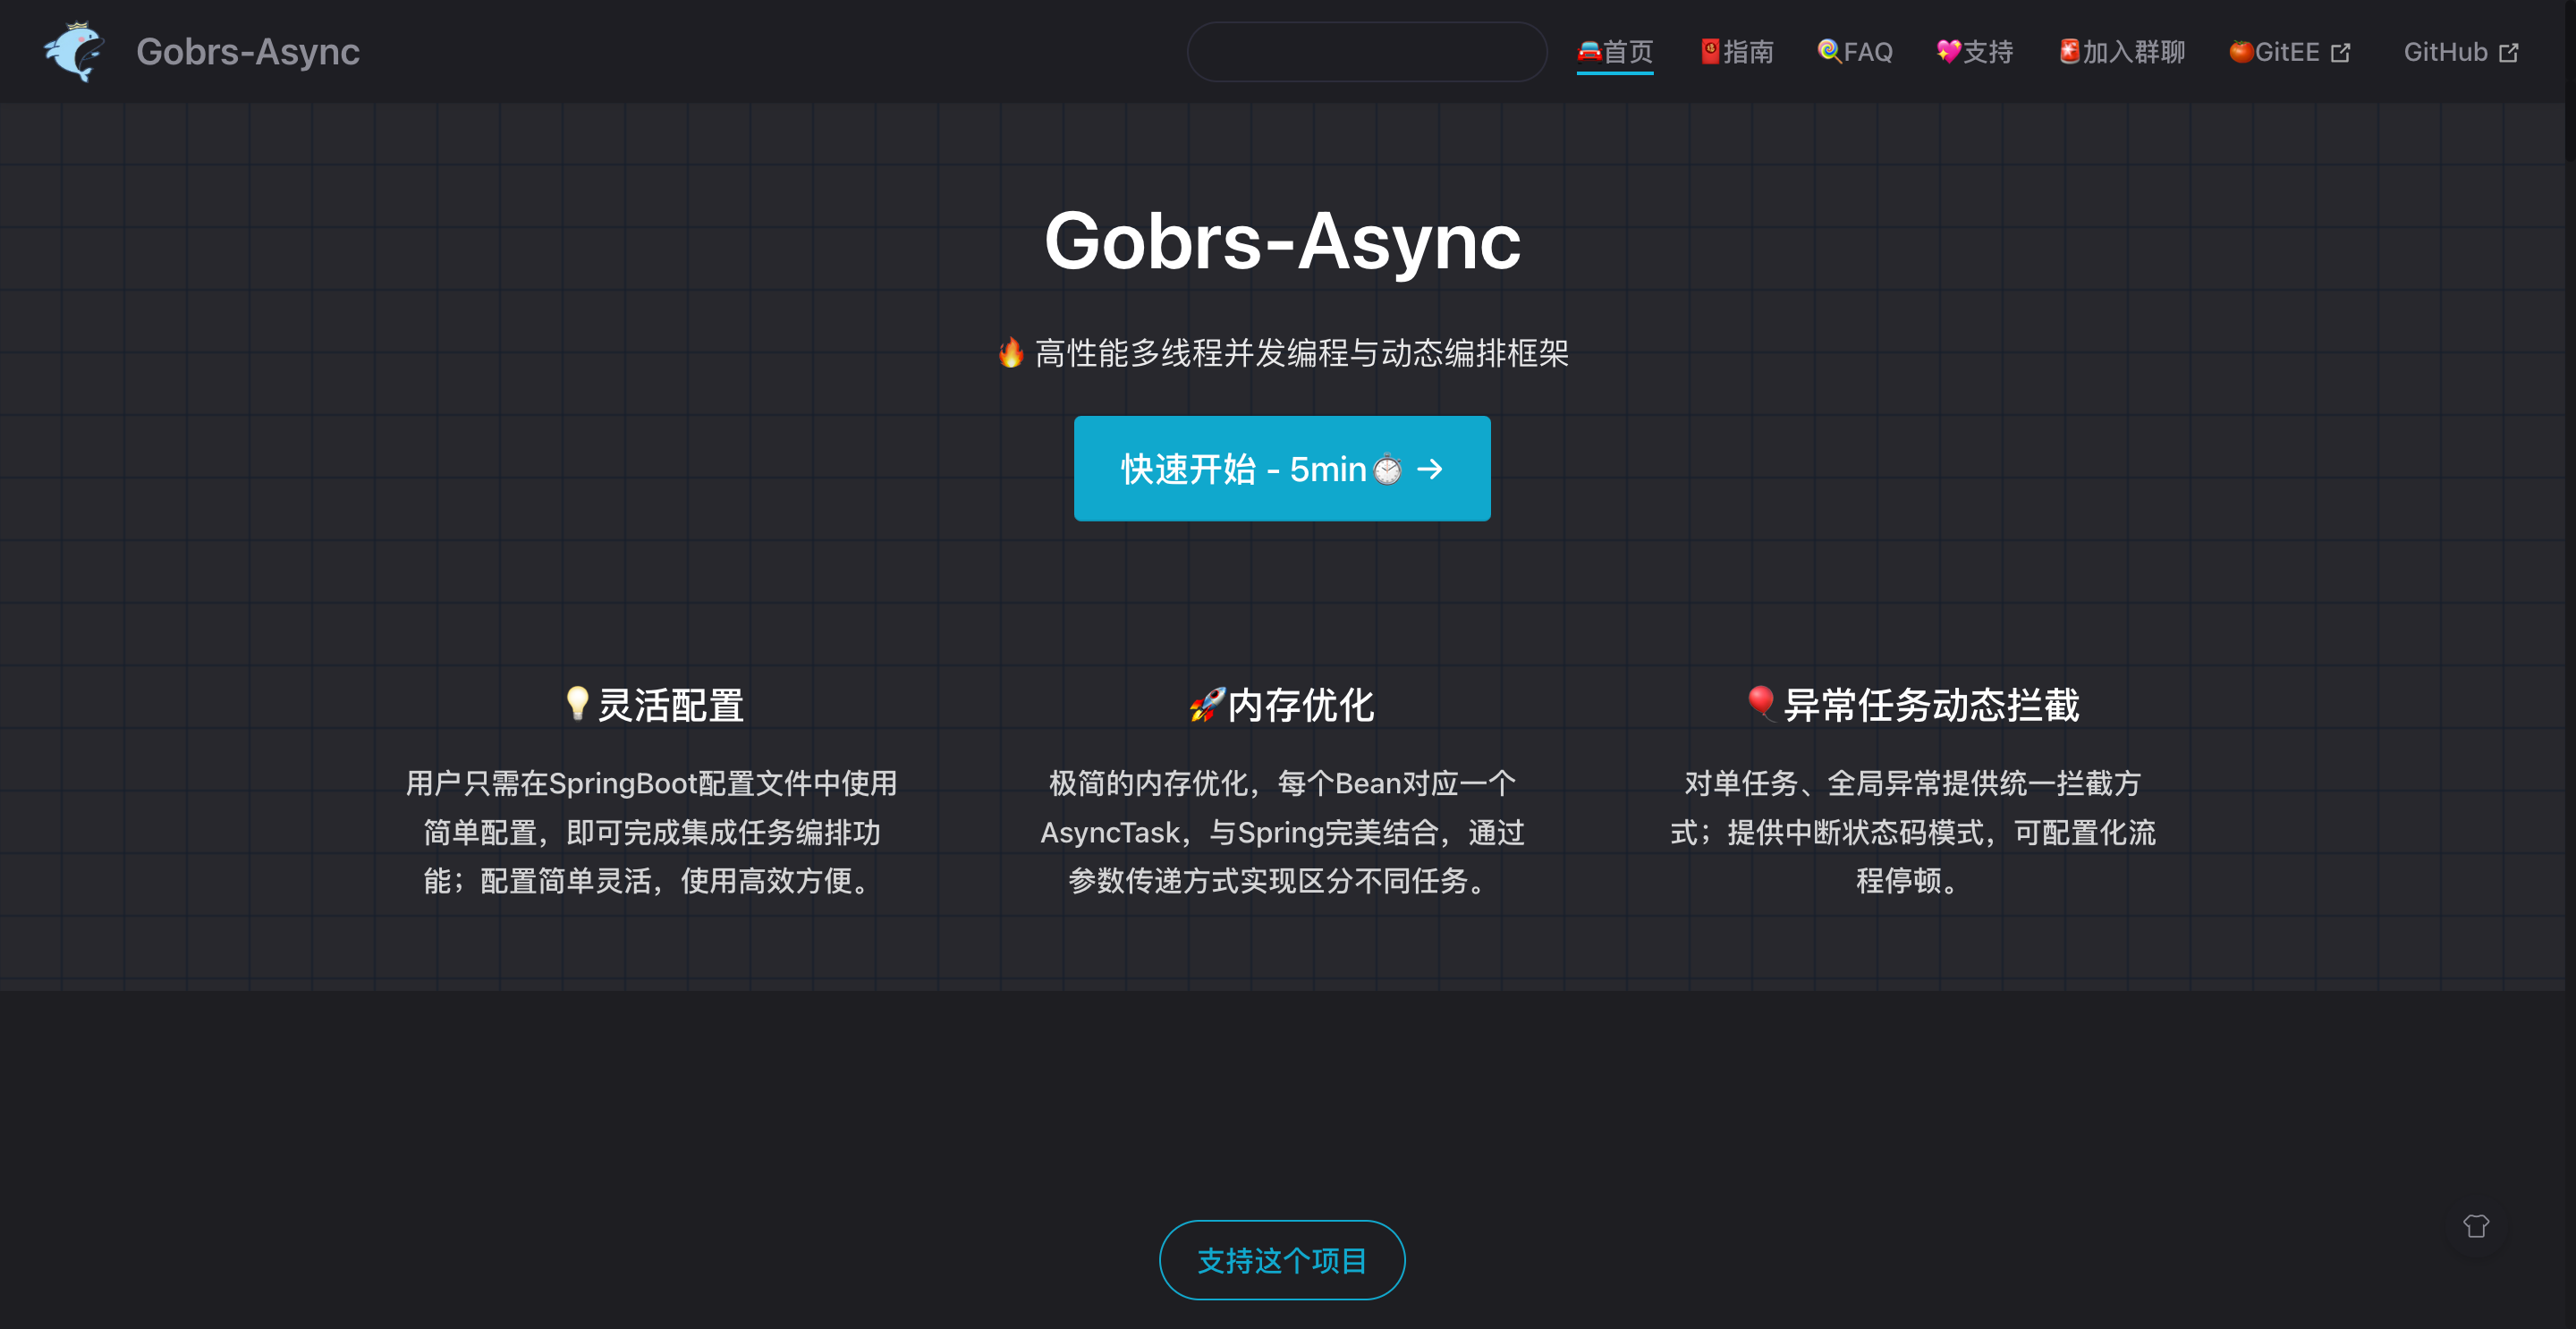 Gobrs-Async
🚘首页 🧧指南 🍭FAQ 💖支持 🚨加入群聊 🍅GitEE GitHub
Gobrs-Async
🔥 高性能多线程并发编程与动态编排框架
快速开始 - 5min⏱ →
💡灵活配置
用户只需在SpringBoot配置文件中使用
简单配置，即可完成集成任务编排功
能；配置简单灵活，使用高效方便。
🚀内存优化
极简的内存优化，每个Bean对应一个
AsyncTask，与Spring完美结合，通过
参数传递方式实现区分不同任务。
🎈异常任务动态拦截
对单任务、全局异常提供统一拦截方
式；提供中断状态码模式，可配置化流
程停顿。
支持这个项目